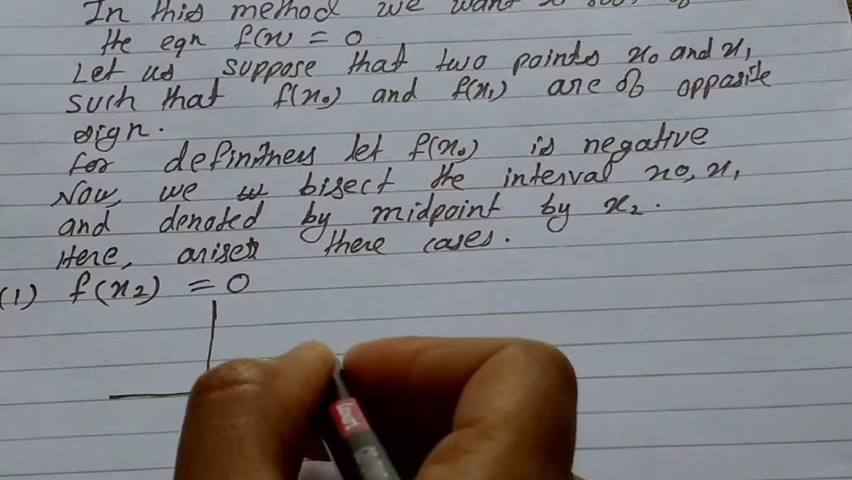 In this method we want to
the eqn f(x) = 0
Let us suppose that two points x0 and x1
such that f(x0) and f(x1) are of opposite
sign.
for definitness let f(x0) is negative
Now, we bisect the interval x0, x1
and denoted by midpoint by x2.
Here, arises there cases.
(1) f(x2) = 0